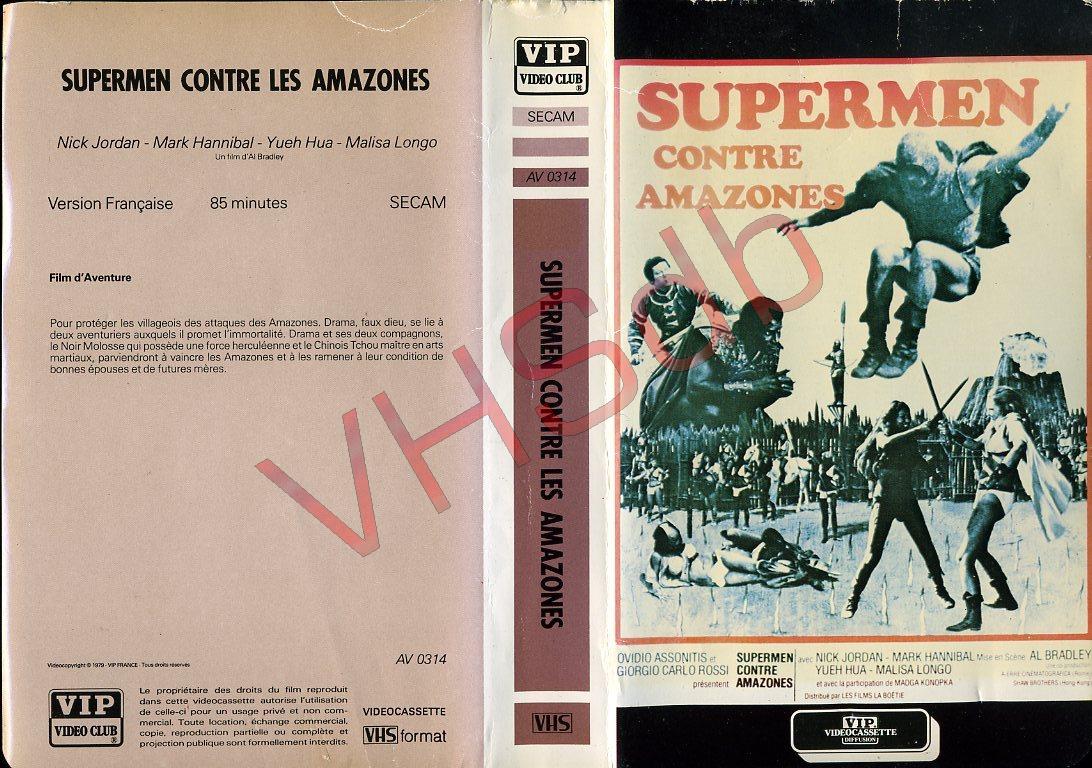 SUPERMEN CONTRE LES AMAZONES
Nick Jordan - Mark Hannibal - Yueh Hua - Malisa Longo
Un film d'Al Bradley
Version Française 85 minutes SECAM
Film d'Aventure
Pour protéger les villageois des attaques des Amazones. Drama, faux dieu, se lie à
deux aventuriers auxquels il promet l'immortalité. Drama et ses deux compagnons,
le Noir Molosse qui possède une force herculéenne et le Chinois Tchou maître en arts
martiaux, parviendront à vaincre les Amazones et à les ramener à leur condition de
bonnes épouses et de futures mères.
Videocopyright © 1979 - VIP FRANCE - Tous droits réservés
AV 0314
VIP
VIDEO CLUB
®
Le propriétaire des droits du film reproduit
dans cette videocassette autorise l'utilisation
de celle-ci pour un usage privé et non com-
mercial. Toute location, échange commercial,
copie, reproduction partielle ou complète et
projection publique sont formellement interdits.
VIDEOCASSETTE
VHS format
VIP
VIDEO CLUB
®
SECAM
AV 0314
SUPERMEN CONTRE LES AMAZONES
VHS
SUPERMEN
CONTRE
AMAZONES
OVIDIO ASSONITIS et
GIORGIO CARLO ROSSI
présentent
SUPERMEN
CONTRE
AMAZONES
avec NICK JORDAN - MARK HANNIBAL Mise en Scène AL BRADLEY
YUEH HUA - MALISA LONGO
et avec la participation de MADGA KONOPKA
Distribué par LES FILMS LA BOËTIE
CINEMATOGRAFICA (Rome)
SHAW BROTHERS (Hong-Kong)
VIP
VIDEOCASSETTE
DIFFUSION
VHSdb